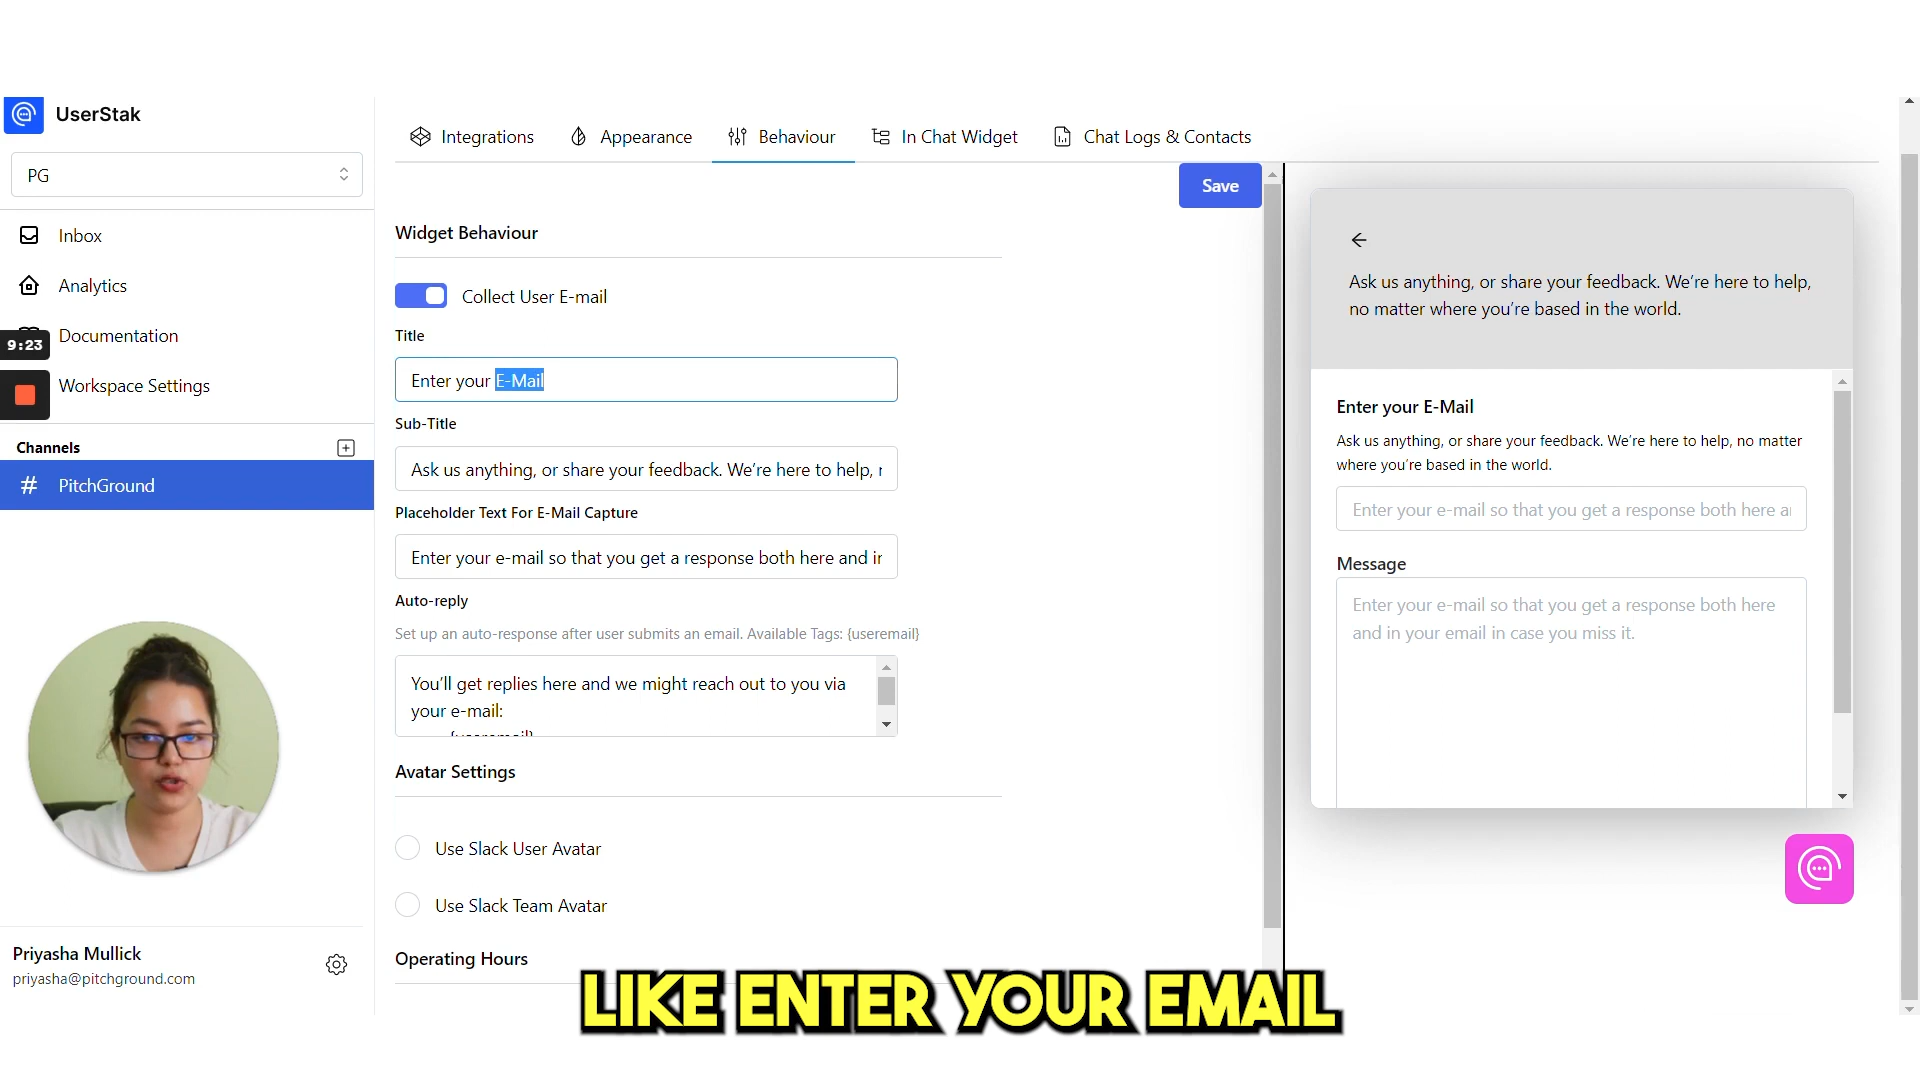 UserStak
PG
Inbox
Analytics
Documentation
Workspace Settings
9:23
Channels
PitchGround
Priyasha Mullick
priyasha@pitchground.com
Integrations
Appearance
Behaviour
In Chat Widget
Chat Logs & Contacts
Save
Widget Behaviour
Collect User E-mail
Title
Enter your E-Mail
Sub-Title
Ask us anything, or share your feedback. We're here to help,
Placeholder Text For E-Mail Capture
Enter your e-mail so that you get a response both here and
Auto-reply
Set up an auto-response after user submits an email. Available Tags: {useremail}
You'll get replies here and we might reach out to you via
your e-mail:
{useremail}
Avatar Settings
Use Slack User Avatar
Use Slack Team Avatar
Operating Hours
Ask us anything, or share your feedback. We're here to help,
no matter where you're based in the world.
Enter your E-Mail
Ask us anything, or share your feedback. We're here to help, no matter
where you're based in the world.
Enter your e-mail so that you get a response both here
Message
Enter your e-mail so that you get a response both here
and in your email in case you miss it.
LIKE ENTER YOUR EMAIL